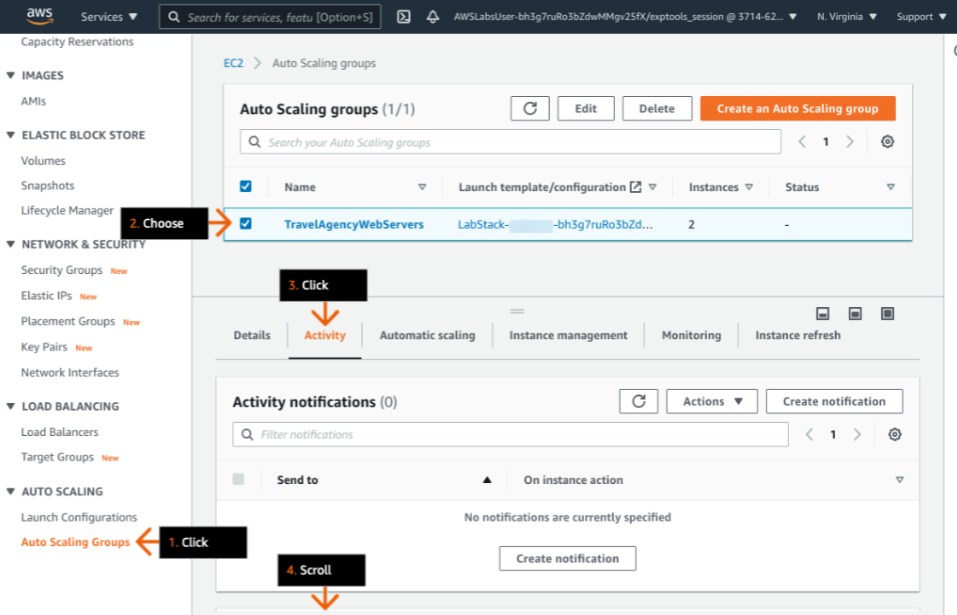 aws
Services ▼
Search for services, featu [Option+S]
AWSLabsUser-bh3g7ruRo3bZdwMMgv25fX/exptools_session @ 3714-62... ▼
N. Virginia ▼
Support ▼
Capacity Reservations
▼ IMAGES
AMIs
▼ ELASTIC BLOCK STORE
Volumes
Snapshots
Lifecycle Manager
▼ NETWORK & SECURITY
Security Groups New
Elastic IPs New
Placement Groups New
Key Pairs New
Network Interfaces
▼ LOAD BALANCING
Load Balancers
Target Groups New
▼ AUTO SCALING
Launch Configurations
Auto Scaling Groups
1. Click
EC2 > Auto Scaling groups
Auto Scaling groups (1/1)
Edit
Delete
Create an Auto Scaling group
Search your Auto Scaling groups
< 1 >
Name
Launch template/configuration
Instances
Status
2. Choose
TravelAgencyWebServers
LabStack- -bh3g7ruRo3bZd...
2
-
3. Click
Details
Activity
Automatic scaling
Instance management
Monitoring
Instance refresh
Activity notifications (0)
Actions ▼
Create notification
Filter notifications
< 1 >
Send to
On instance action
No notifications are currently specified
Create notification
4. Scroll